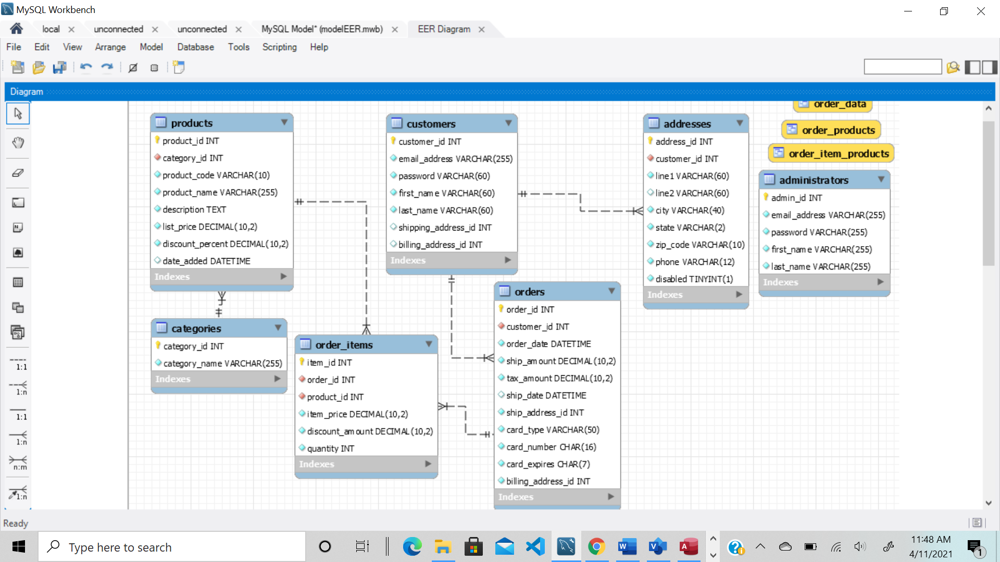 MySQL Workbench
local
unconnected
unconnected
MySQL Model* (modelEER.mwb)
EER Diagram
File Edit View Arrange Model Database Tools Scripting Help
Diagram
products
product_id INT
category_id INT
product_code VARCHAR(10)
product_name VARCHAR(255)
description TEXT
list_price DECIMAL(10,2)
discount_percent DECIMAL(10,2)
date_added DATETIME
Indexes
customers
customer_id INT
email_address VARCHAR(255)
password VARCHAR(60)
first_name VARCHAR(60)
last_name VARCHAR(60)
shipping_address_id INT
billing_address_id INT
Indexes
addresses
address_id INT
customer_id INT
line1 VARCHAR(60)
line2 VARCHAR(60)
city VARCHAR(40)
state VARCHAR(2)
zip_code VARCHAR(10)
phone VARCHAR(12)
disabled TINYINT(1)
Indexes
order_data
order_products
order_item_products
administrators
admin_id INT
email_address VARCHAR(255)
password VARCHAR(255)
first_name VARCHAR(255)
last_name VARCHAR(255)
Indexes
categories
category_id INT
category_name VARCHAR(255)
Indexes
order_items
item_id INT
order_id INT
product_id INT
item_price DECIMAL(10,2)
discount_amount DECIMAL(10,2)
quantity INT
Indexes
orders
order_id INT
customer_id INT
order_date DATETIME
ship_amount DECIMAL(10,2)
tax_amount DECIMAL(10,2)
ship_date DATETIME
ship_address_id INT
card_type VARCHAR(50)
card_number CHAR(16)
card_expires CHAR(7)
billing_address_id INT
Indexes
1:1
1:n
1:1
1:n
n:m
1:n
Ready
Type here to search
11:48 AM
4/11/2021
1